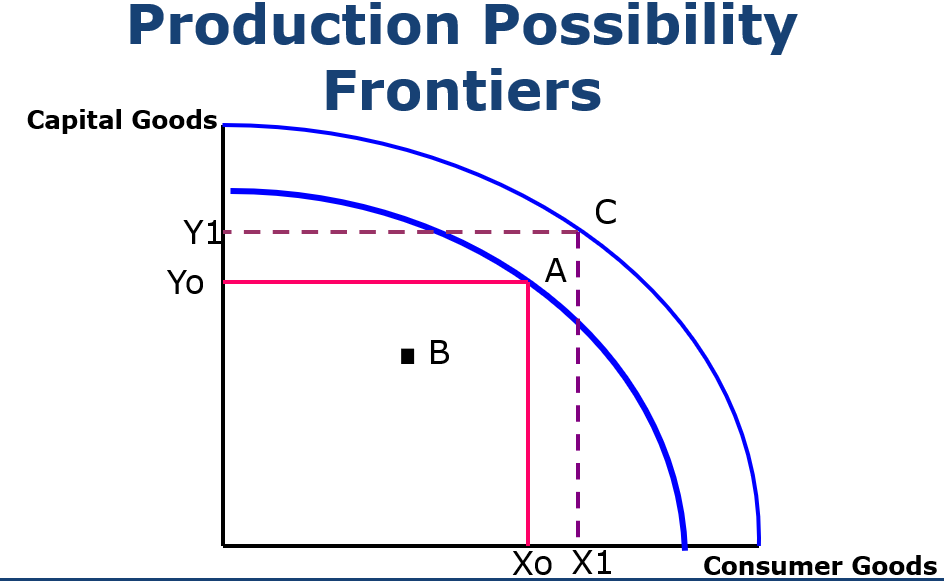 Production Possibility
Frontiers
Capital Goods
C
Y1
A
Yo
B
Xo
X1
Consumer Goods